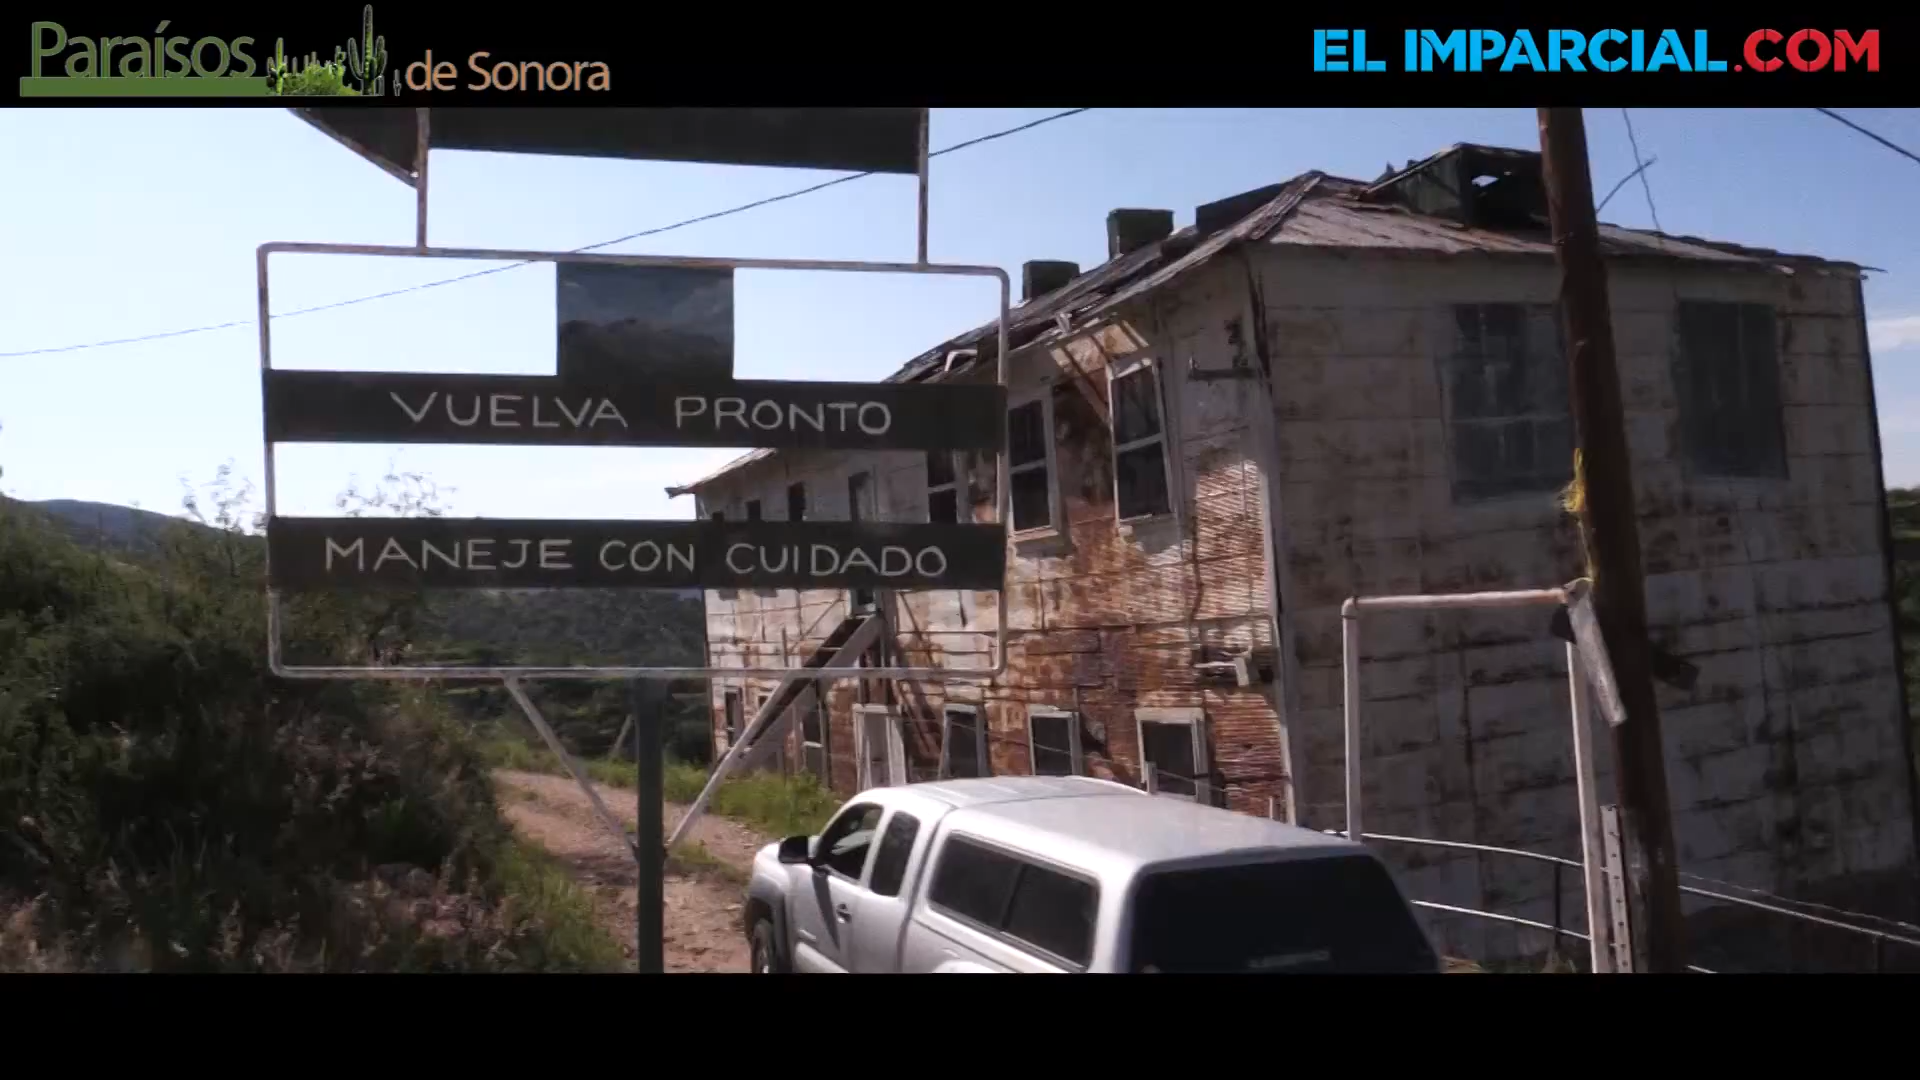 Paraísos de Sonora
EL IMPARCIAL.COM
VUELVA PRONTO
MANEJE CON CUIDADO